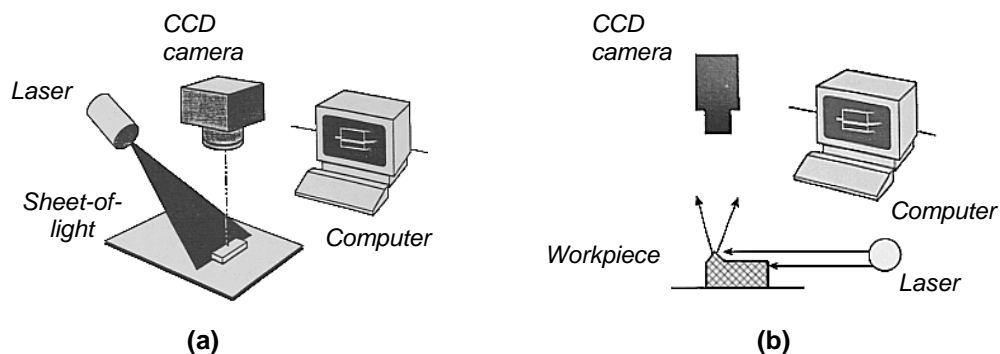 CCD
camera
Laser
Sheet-of-
light
Computer
(a)
CCD
camera
Computer
Workpiece
Laser
(b)